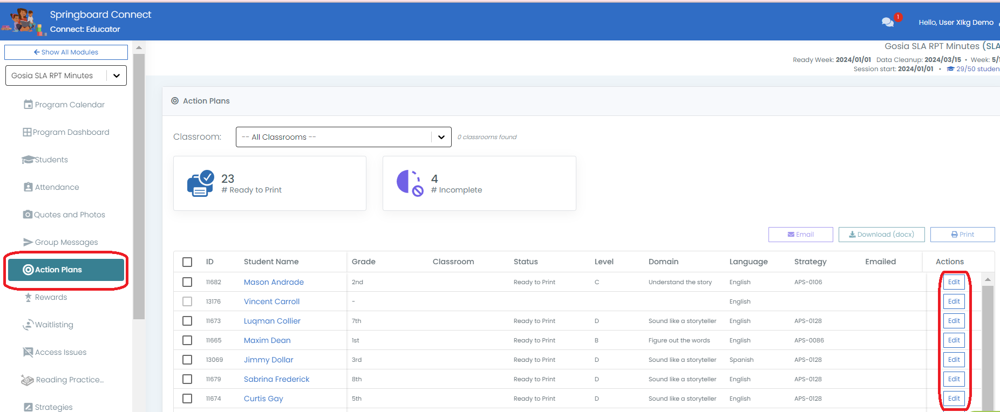 Springboard Connect
Connect: Educator
1
Hello, User XIkg Demo
Show All Modules
Gosia SLA RPT Minutes
Program Calendar
Program Dashboard
Students
Attendance
Quotes and Photos
Group Messages
Action Plans
Rewards
Waitlisting
Access Issues
Reading Practice...
Strategies
Gosia SLA RPT Minutes (SLA
Ready Week: 2024/01/01 Data Cleanup: 2024/03/15 • Week: 5/1
Session start: 2024/01/01 • 29/50 studen
Action Plans
Classroom: -- All Classrooms -- 0 classrooms found
23
# Ready to Print
4
# Incomplete
Email Download (docx) Print
ID Student Name Grade Classroom Status Level Domain Language Strategy Emailed Actions
11682 Mason Andrade 2nd Ready to Print C Understand the story English APS-0106 Edit
13176 Vincent Carroll - English Edit
11673 Luqman Collier 7th Ready to Print D Sound like a storyteller English APS-0128 Edit
11665 Maxim Dean 1st Ready to Print B Figure out the words English APS-0086 Edit
13069 Jimmy Dollar 3rd Ready to Print D Sound like a storyteller Spanish APS-0128 Edit
11679 Sabrina Frederick 8th Ready to Print D Sound like a storyteller English APS-0128 Edit
11674 Curtis Gay 5th Ready to Print D Sound like a storyteller English APS-0128 Edit